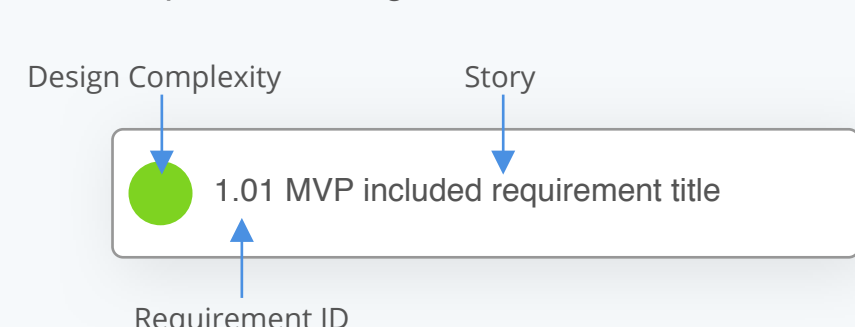 Design Complexity
Story
1.01 MVP included requirement title
Requirement ID